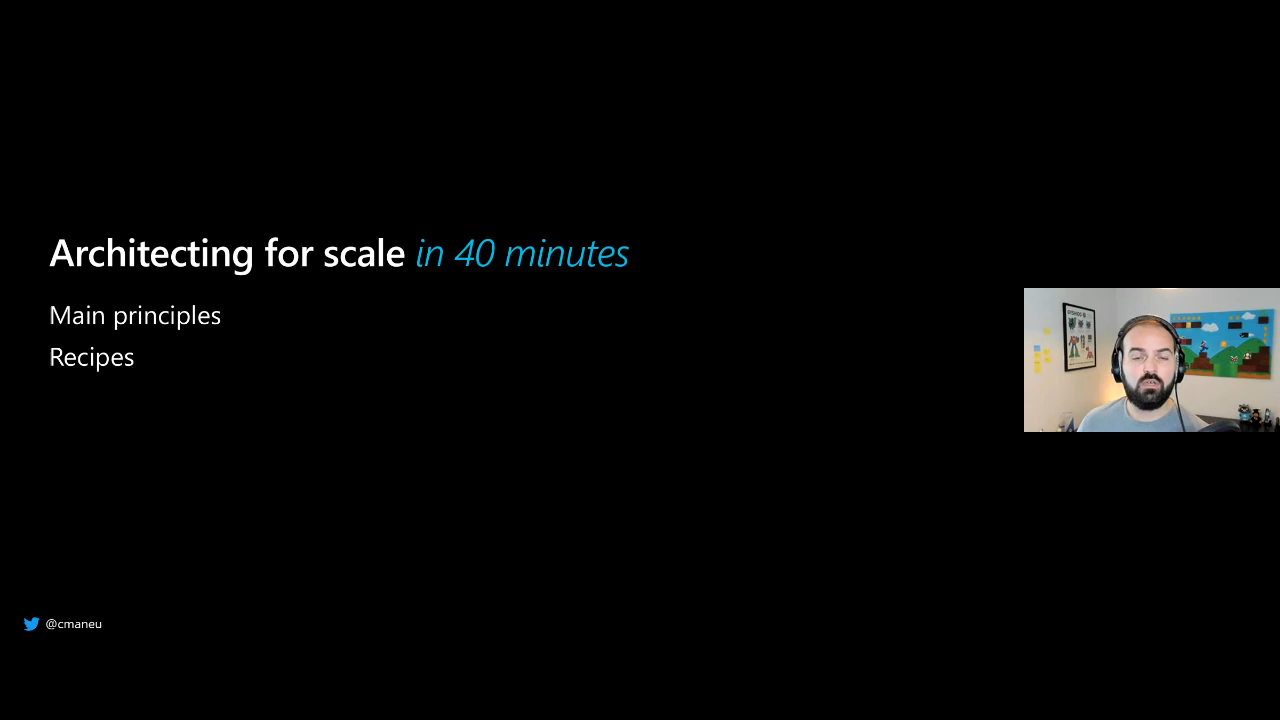 Architecting for scale in 40 minutes
Main principles
Recipes
@cmaneu